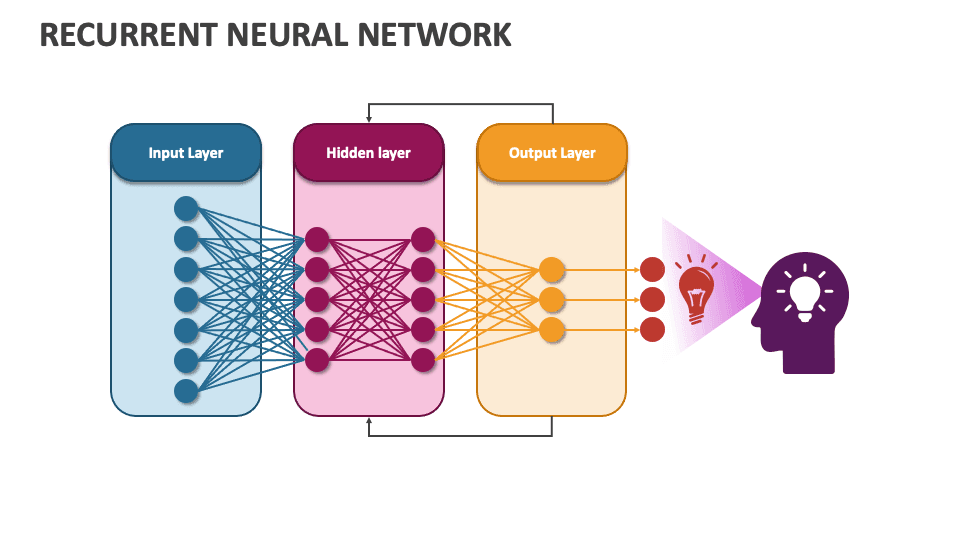 RECURRENT NEURAL NETWORK
Input Layer
Hidden layer
Output Layer